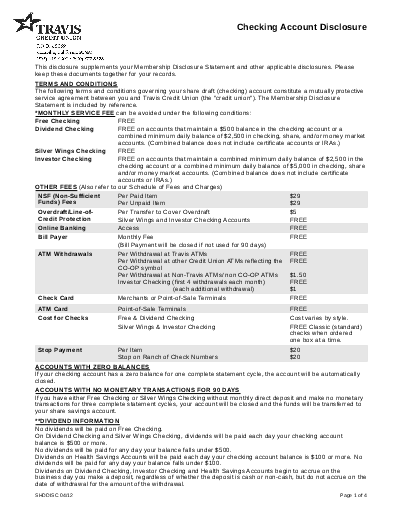 TRAVIS
CREDIT UNION
Checking Account Disclosure
This disclosure supplements your Membership Disclosure Statement and other applicable disclosures. Please
keep these documents together for your records.
TERMS AND CONDITIONS
The following terms and conditions governing your share draft (checking) account constitute a mutually protective
service agreement between you and Travis Credit Union (the "credit union"). The Membership Disclosure
Statement is included by reference.
*MONTHLY SERVICE FEE can be avoided under the following conditions:
Free Checking FREE
Dividend Checking FREE on accounts that maintain a $500 balance in the checking account or a
combined minimum daily balance of $2,500 in checking, share, and/or money market
accounts. (Combined balance does not include certificate accounts or IRAs.)
Silver Wings Checking FREE
Investor Checking FREE on accounts that maintain a combined minimum daily balance of $2,500 in the
checking account or a combined minimum daily balance of $5,000 in checking, share
and/or money market accounts. (Combined balance does not include certificate
accounts or IRAs.)
OTHER FEES (Also refer to our Schedule of Fees and Charges)
NSF (Non-Sufficient Per Paid Item $29
Funds) Fees Per Unpaid Item $29
Overdraft/Line-of- Per Transfer to Cover Overdraft $5
Credit Protection Silver Wings and Investor Checking Accounts FREE
Online Banking Access FREE
Bill Payer Monthly Fee FREE
(Bill Payment will be closed if not used for 90 days)
ATM Withdrawals Per Withdrawal at Travis ATMs FREE
Per Withdrawal at other Credit Union ATMs reflecting the FREE
CO-OP symbol
Per Withdrawal at Non-Travis ATMs/ non CO-OP ATMs $1.50
Investor Checking (first 4 withdrawals each month) FREE
(each additional withdrawal) $1
Check Card Merchants or Point-of-Sale Terminals FREE
ATM Card Point-of-Sale Terminals FREE
Cost for Checks Free & Dividend Checking Cost varies by style.
Silver Wings & Investor Checking FREE Classic (standard)
checks when ordered
one box at a time.
Stop Payment Per Item $20
Stop on Ranch of Check Numbers $20
ACCOUNTS WITH ZERO BALANCES
If your checking account has a zero balance for one complete statement cycle, the account will be automatically
closed.
ACCOUNTS WITH NO MONETARY TRANSACTIONS FOR 90 DAYS
If you have either Free Checking or Silver Wings Checking without monthly direct deposit and make no monetary
transactions for three complete statement cycles, your account will be closed and the funds will be transferred to
your share savings account.
**DIVIDEND INFORMATION
No dividends will be paid on Free Checking.
On Dividend Checking and Silver Wings Checking, dividends will be paid each day your checking account
balance is $500 or more.
No dividends will be paid for any day your balance falls under $500.
Dividends on Health Savings Accounts will be paid each day your checking account balance is $100 or more. No
dividends will be paid for any day your balance falls under $100.
Dividends on Dividend Checking, Investor Checking and Health Savings Accounts begin to accrue on the
business day you make a deposit, regardless of whether the deposit is cash or non-cash, but do not accrue on the
date of withdrawal for the amount of the withdrawal.
SHDDISC 04/12 Page 1 of 4